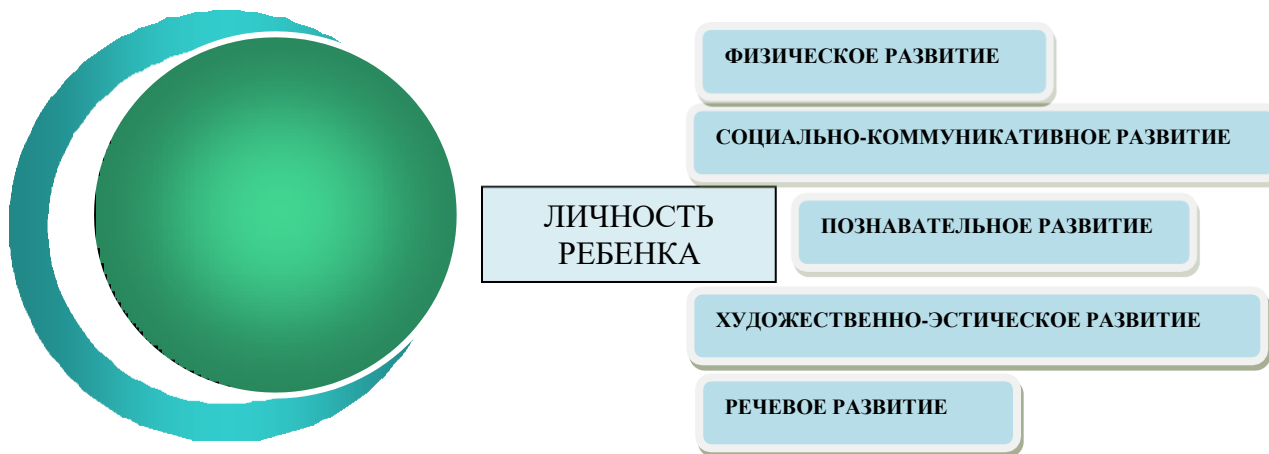 ФИЗИЧЕСКОЕ РАЗВИТИЕ
СОЦИАЛЬНО-КОММУНИКАТИВНОЕ РАЗВИТИЕ
ЛИЧНОСТЬ
РЕБЕНКА
ПОЗНАВАТЕЛЬНОЕ РАЗВИТИЕ
ХУДОЖЕСТВЕННО-ЭСТИЧЕСКОЕ РАЗВИТИЕ
РЕЧЕВОЕ РАЗВИТИЕ